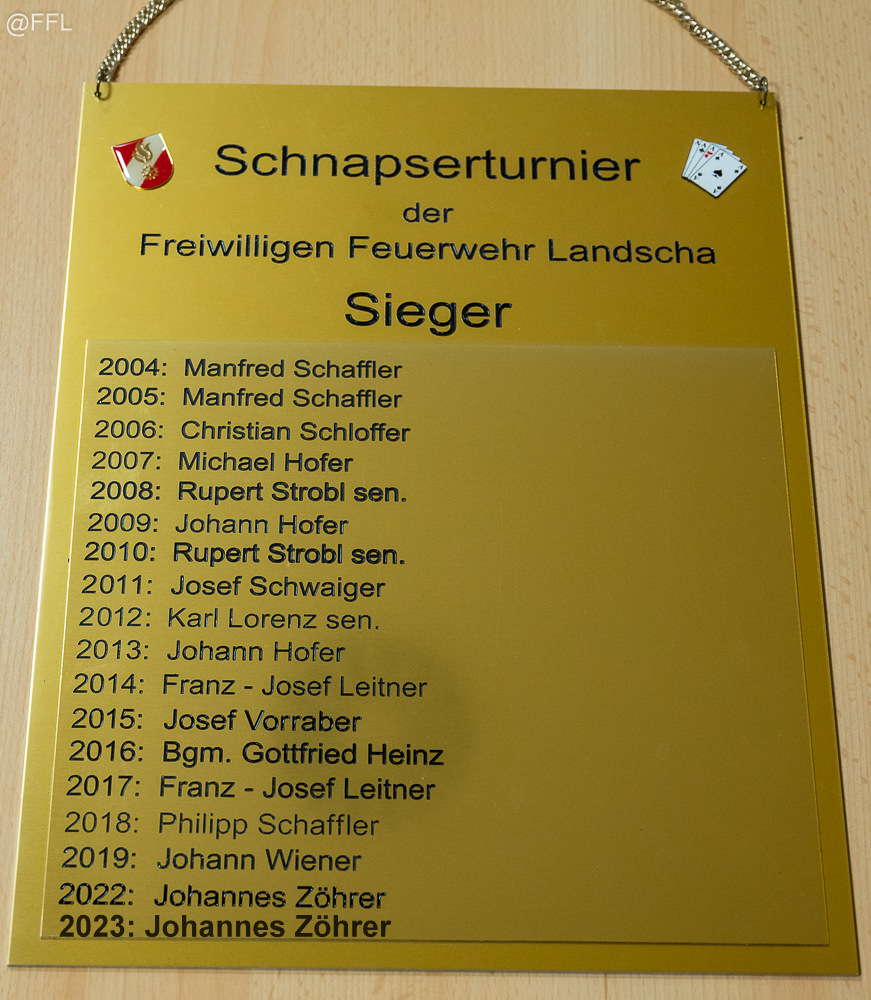 @FFL
Schnapserturnier
der
Freiwilligen Feuerwehr Landscha
Sieger
2004: Manfred Schaffler
2005: Manfred Schaffler
2006: Christian Schloffer
2007: Michael Hofer
2008: Rupert Strobl sen.
2009: Johann Hofer
2010: Rupert Strobl sen.
2011: Josef Schwaiger
2012: Karl Lorenz sen.
2013: Johann Hofer
2014: Franz - Josef Leitner
2015: Josef Vorraber
2016: Bgm. Gottfried Heinz
2017: Franz - Josef Leitner
2018: Philipp Schaffler
2019: Johann Wiener
2022: Johannes Zöhrer
2023: Johannes Zöhrer